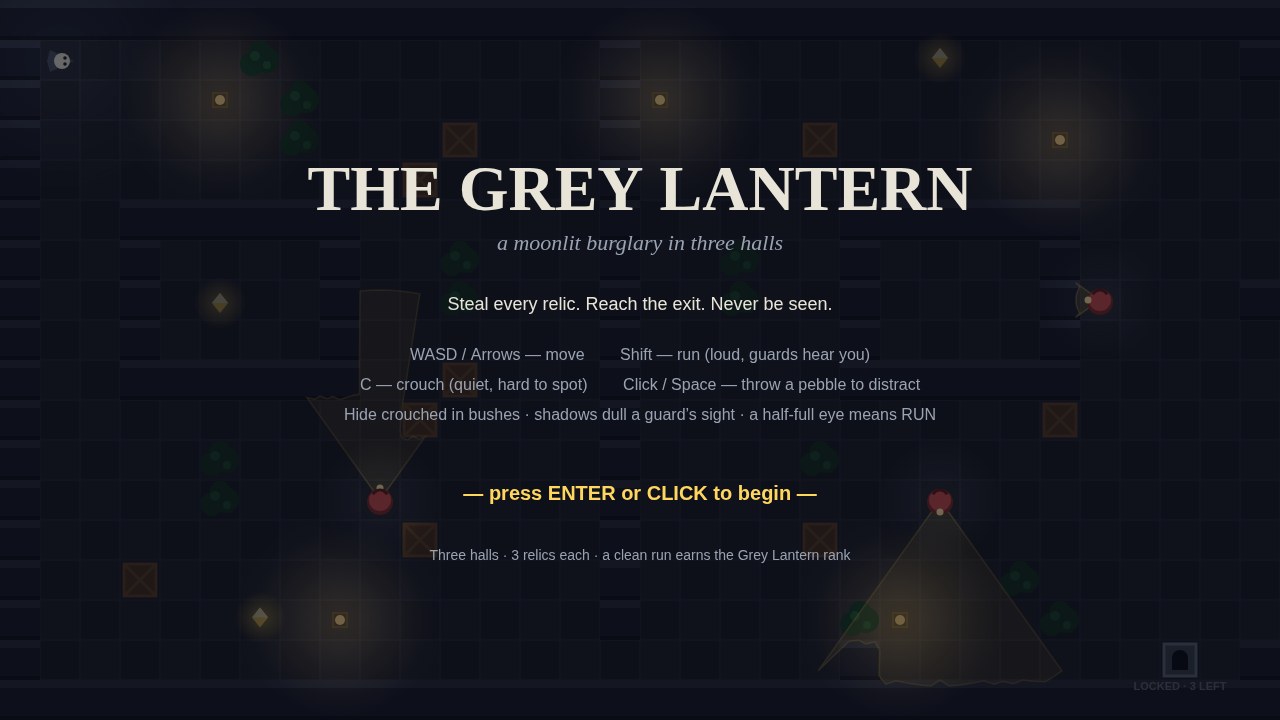 THE GREY LANTERN
a moonlit burglary in three halls
Steal every relic. Reach the exit. Never be seen.
WASD / Arrows — move Shift — run (loud, guards hear you)
C — crouch (quiet, hard to spot) Click / Space — throw a pebble to distract
Hide crouched in bushes · shadows dull a guard's sight · a half-full eye means RUN
— press ENTER or CLICK to begin —
Three halls · 3 relics each · a clean run earns the Grey Lantern rank
LOCKED · 3 LEFT